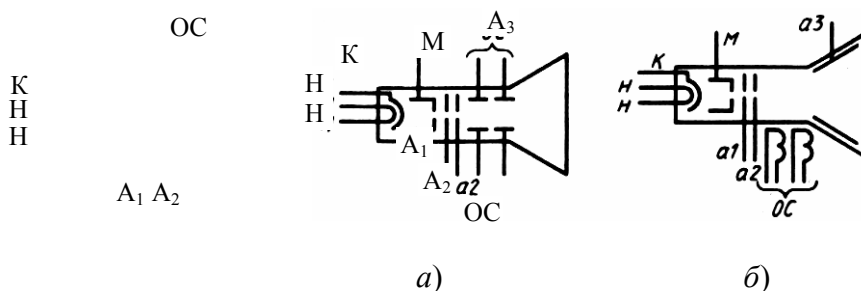 ОС
К
Н
Н
А₁ А₂
К
Н
Н
М
А₃
А₁
А₂ а2
ОС
а)
К
Н
Н
М
а3
а1
а2
ОС
б)